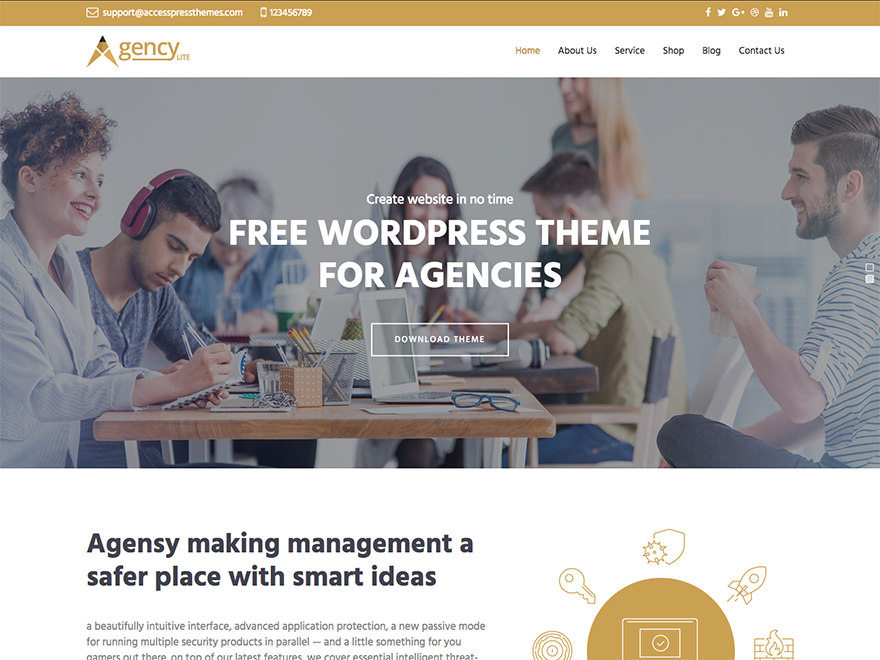 support@accesspressthemes.com 123456789
Agency LITE
Home About Us Service Shop Blog Contact Us
Create website in no time
FREE WORDPRESS THEME
FOR AGENCIES
DOWNLOAD THEME
Agensy making management a
safer place with smart ideas
a beautifully intuitive interface, advanced application protection, a new passive mode
for running multiple security products in parallel — and a little something for you
gamers out there. on top of our latest features, we cover essential intelligent threat-